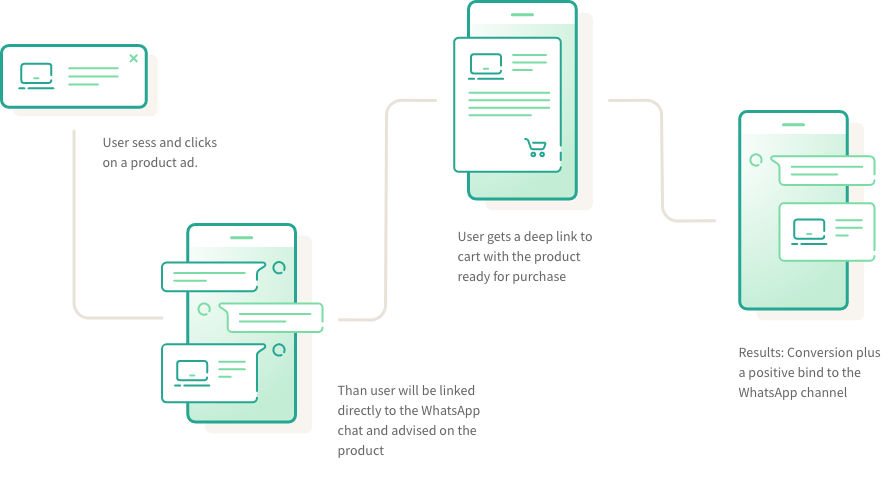 User sess and clicks
on a product ad.
Than user will be linked
directly to the WhatsApp
chat and advised on the
product
User gets a deep link to
cart with the product
ready for purchase
Results: Conversion plus
a positive bind to the
WhatsApp channel